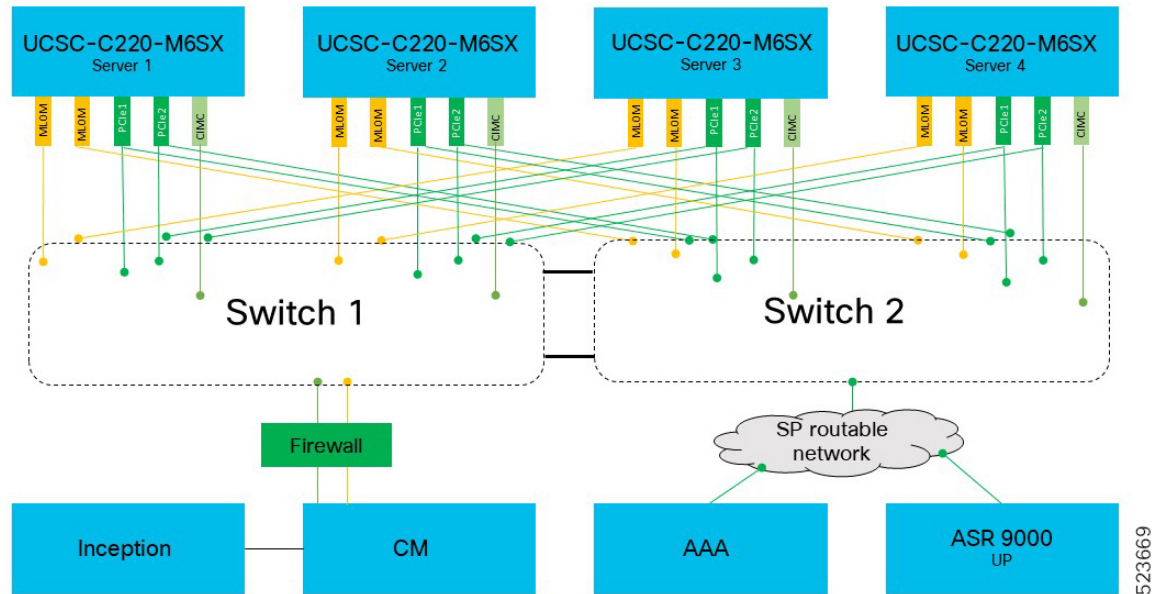 UCSC-C220-M6SX
Server 1
UCSC-C220-M6SX
Server 2
UCSC-C220-M6SX
Server 3
UCSC-C220-M6SX
Server 4
MLOM
MLOM
PCIe1
PCIe2
CIMC
MLOM
MLOM
PCIe1
PCIe2
CIMC
MLOM
MLOM
PCIe1
PCIe2
CIMC
MLOM
MLOM
PCIe1
PCIe2
CIMC
Switch 1
Switch 2
Firewall
SP routable
network
Inception
CM
AAA
ASR 9000
UP
523669